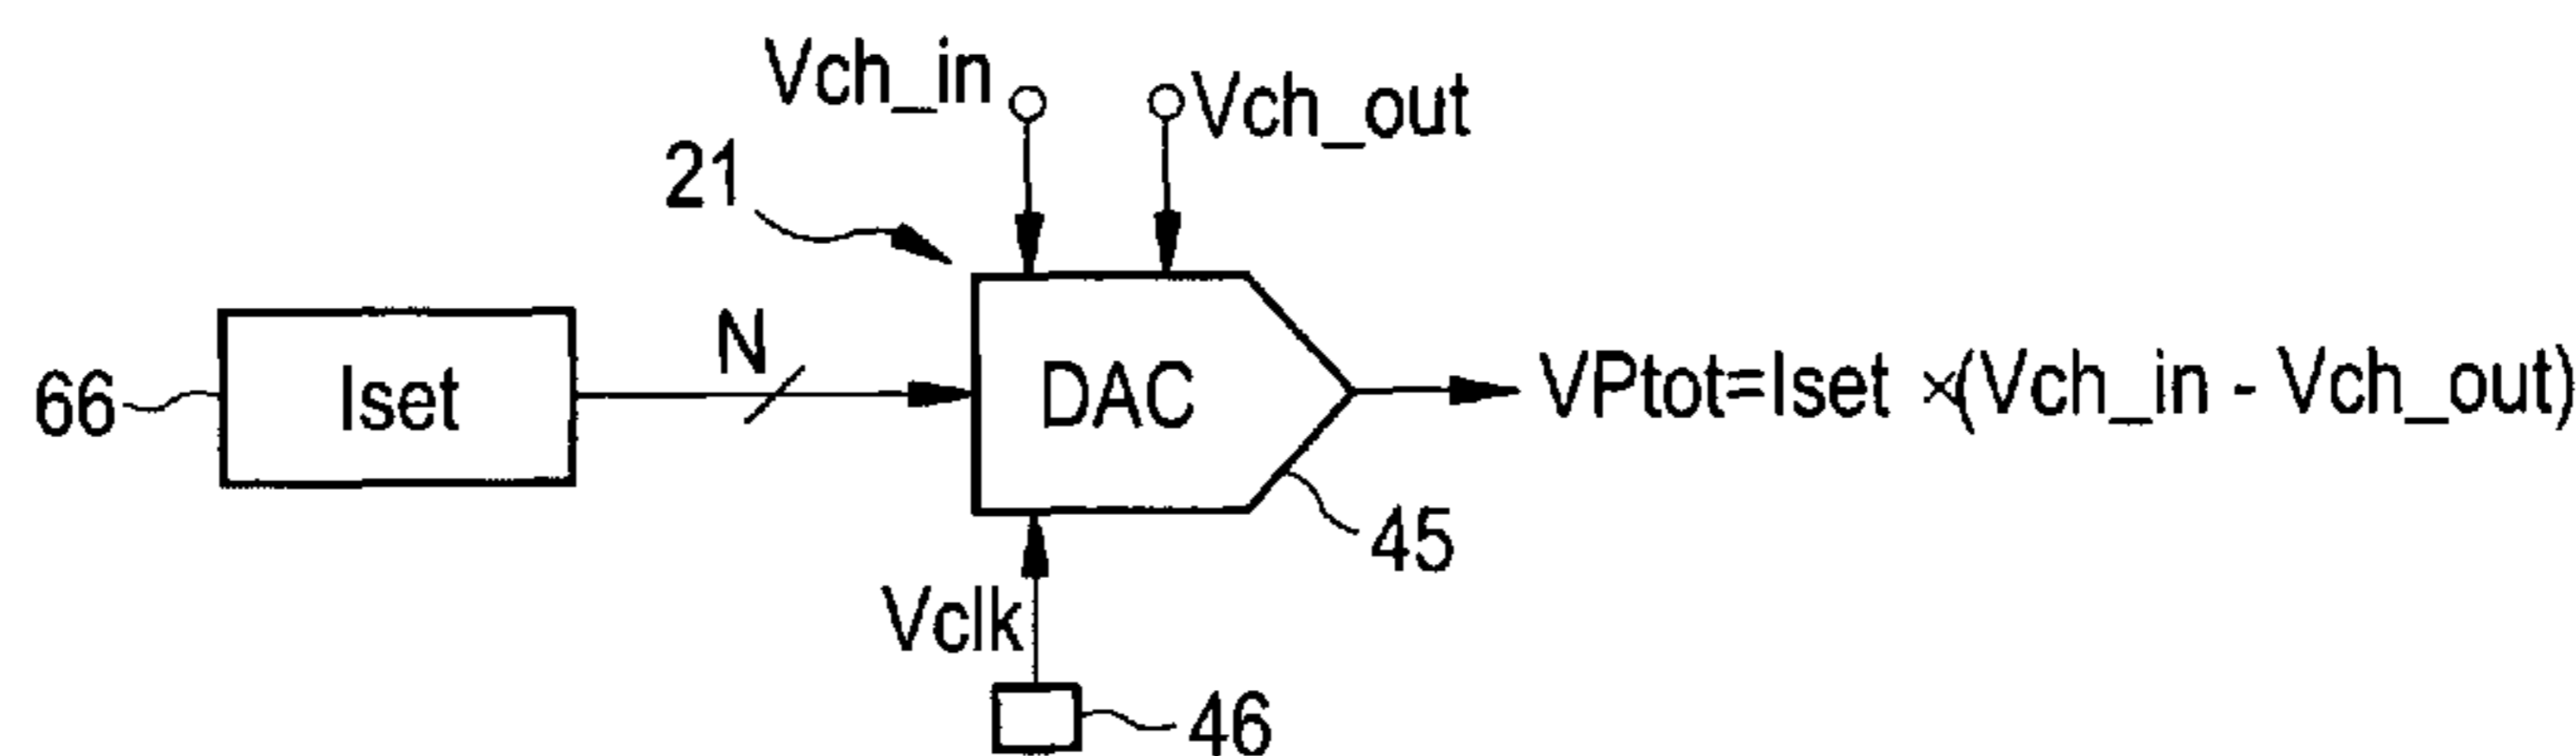 Vch_in
Vch_out
21
N
66
Iset
DAC
VPtot=Iset ×(Vch_in - Vch_out)
45
Vclk
46